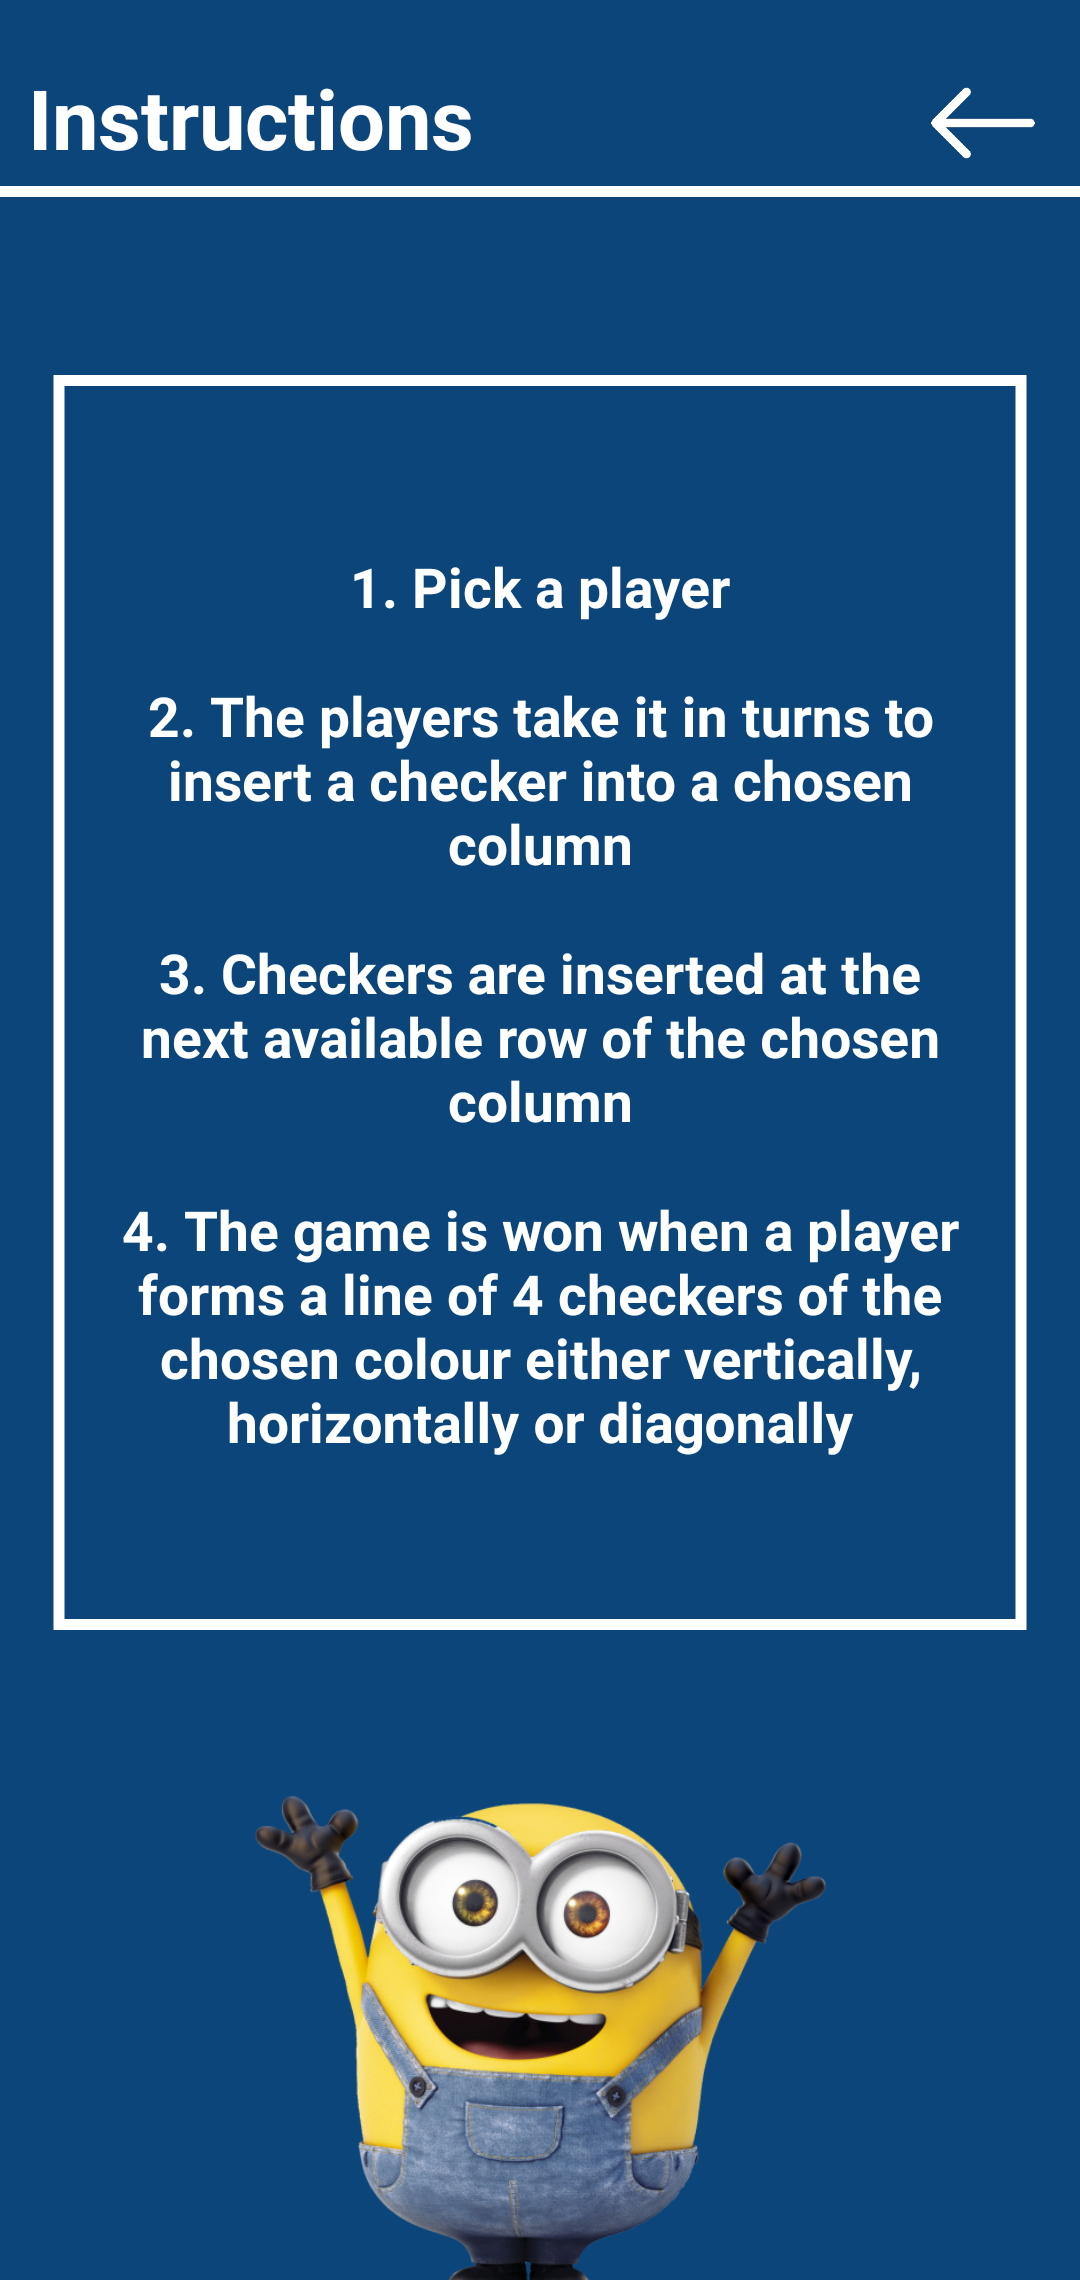 Instructions
1. Pick a player
2. The players take it in turns to
insert a checker into a chosen
column
3. Checkers are inserted at the
next available row of the chosen
column
4. The game is won when a player
forms a line of 4 checkers of the
chosen colour either vertically,
horizontally or diagonally